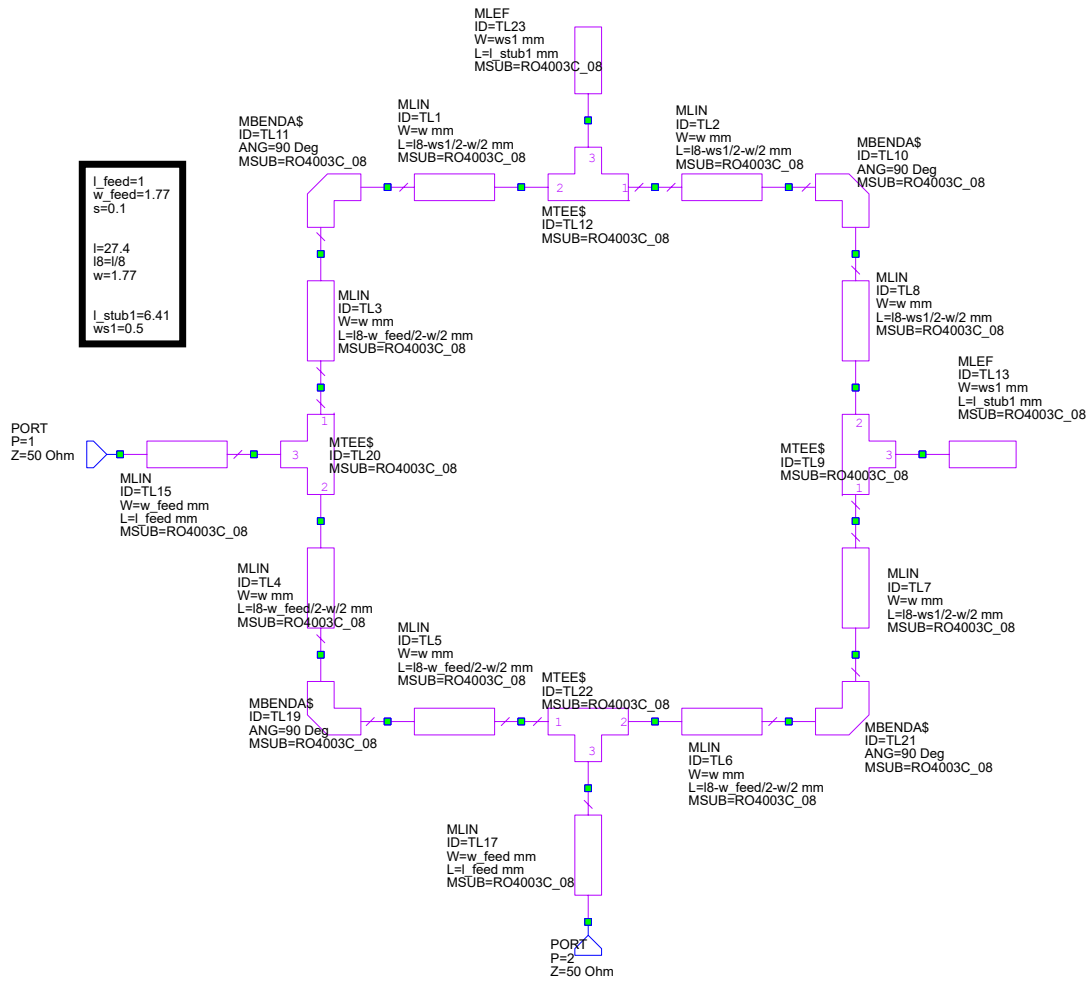 MLEF
ID=TL23
W=ws1 mm
L=l_stub1 mm
MSUB=RO4003C_08
MLIN
ID=TL1
W=w mm
L=l8-ws1/2-w/2 mm
MSUB=RO4003C_08
MLIN
ID=TL2
W=w mm
L=l8-ws1/2-w/2 mm
MSUB=RO4003C_08
MBENDA$
ID=TL11
ANG=90 Deg
MSUB=RO4003C_08
MBENDA$
ID=TL10
ANG=90 Deg
MSUB=RO4003C_08
3
2
1
MTEE$
ID=TL12
MSUB=RO4003C_08
l_feed=1
w_feed=1.77
s=0.1
l=27.4
l8=l/8
w=1.77
l_stub1=6.41
ws1=0.5
MLIN
ID=TL3
W=w mm
L=l8-w_feed/2-w/2 mm
MSUB=RO4003C_08
MLIN
ID=TL8
W=w mm
L=l8-ws1/2-w/2 mm
MSUB=RO4003C_08
MLEF
ID=TL13
W=ws1 mm
L=l_stub1 mm
MSUB=RO4003C_08
PORT
P=1
Z=50 Ohm
MLIN
ID=TL15
W=w_feed mm
L=l_feed mm
MSUB=RO4003C_08
1
3
2
MTEE$
ID=TL20
MSUB=RO4003C_08
2
3
1
MTEE$
ID=TL9
MSUB=RO4003C_08
MLIN
ID=TL4
W=w mm
L=l8-w_feed/2-w/2 mm
MSUB=RO4003C_08
MLIN
ID=TL7
W=w mm
L=l8-ws1/2-w/2 mm
MSUB=RO4003C_08
MLIN
ID=TL5
W=w mm
L=l8-w_feed/2-w/2 mm
MSUB=RO4003C_08
MTEE$
ID=TL22
MSUB=RO4003C_08
1
2
3
MBENDA$
ID=TL19
ANG=90 Deg
MSUB=RO4003C_08
MLIN
ID=TL6
W=w mm
L=l8-w_feed/2-w/2 mm
MSUB=RO4003C_08
MBENDA$
ID=TL21
ANG=90 Deg
MSUB=RO4003C_08
MLIN
ID=TL17
W=w_feed mm
L=l_feed mm
MSUB=RO4003C_08
PORT
P=2
Z=50 Ohm